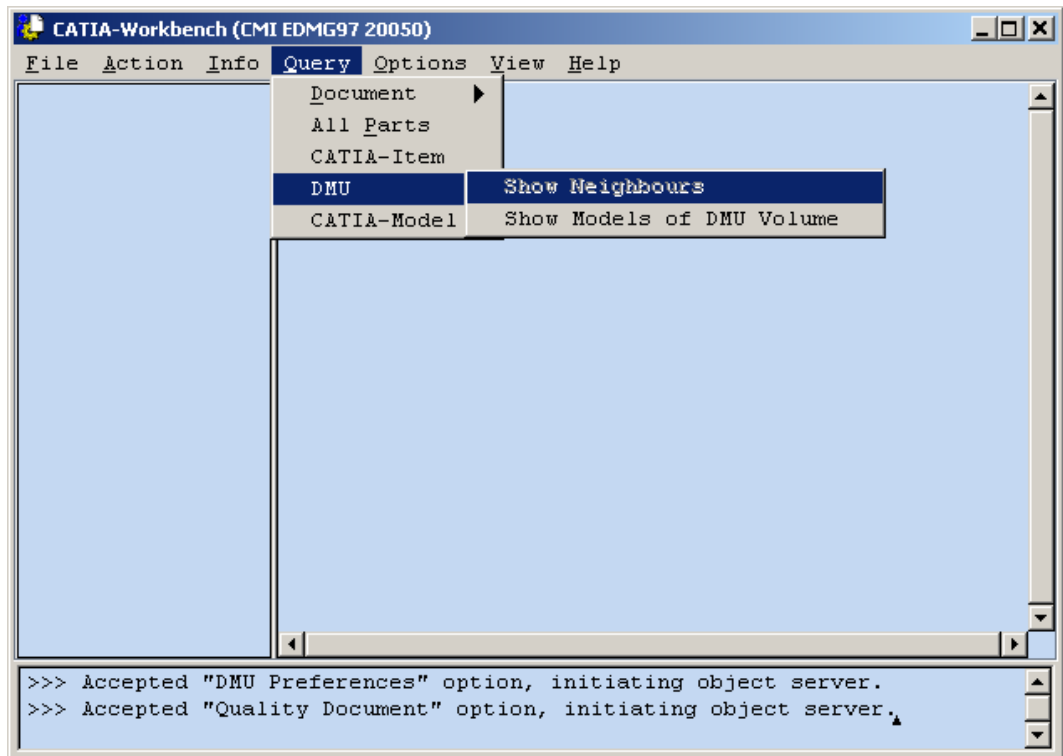 CATIA-Workbench (CMI EDMG97 20050)
File Action Info Query Options View Help
Document
All Parts
CATIA-Item
DMU
Show Neighbours
CATIA-Model
Show Models of DMU Volume
>>> Accepted "DMU Preferences" option, initiating object server.
>>> Accepted "Quality Document" option, initiating object server.